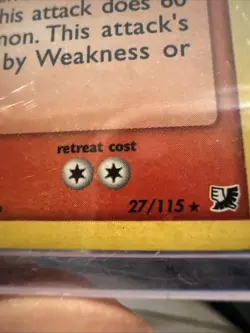 his attack does 60
mon. This attack's
by Weakness or
retreat cost
27/115 ★